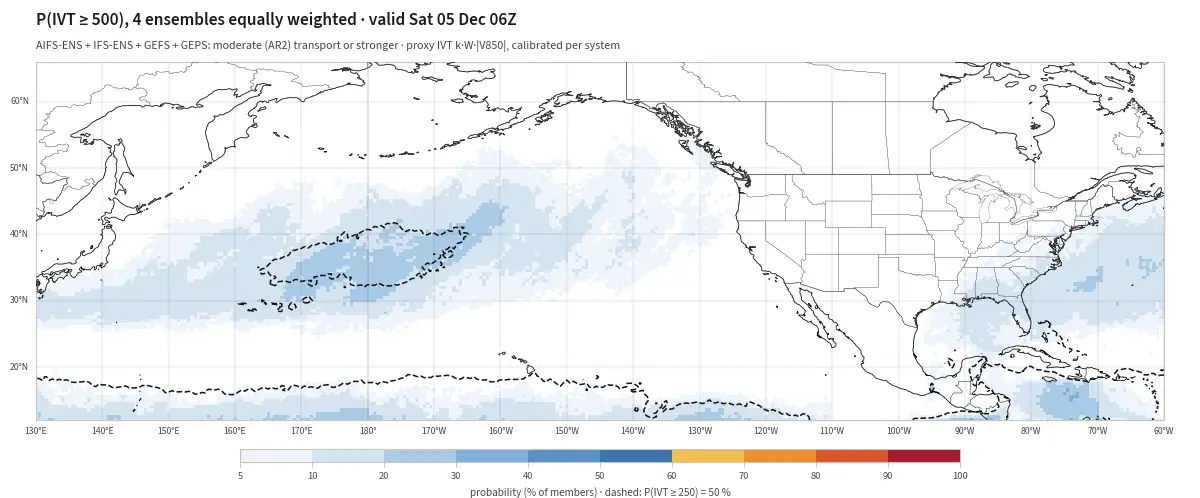 P(IVT ≥ 500), 4 ensembles equally weighted · valid Sat 05 Dec 06Z
AIFS-ENS + IFS-ENS + GEFS + GEPS: moderate (AR2) transport or stronger · proxy IVT k·W·|V850|, calibrated per system
60°N
50°N
40°N
30°N
20°N
130°E 140°E 150°E 160°E 170°E 180° 170°W 160°W 150°W 140°W 130°W 120°W 110°W 100°W 90°W 80°W 70°W 60°W
5 10 20 30 40 50 60 70 80 90 100
probability (% of members) · dashed: P(IVT ≥ 250) = 50 %